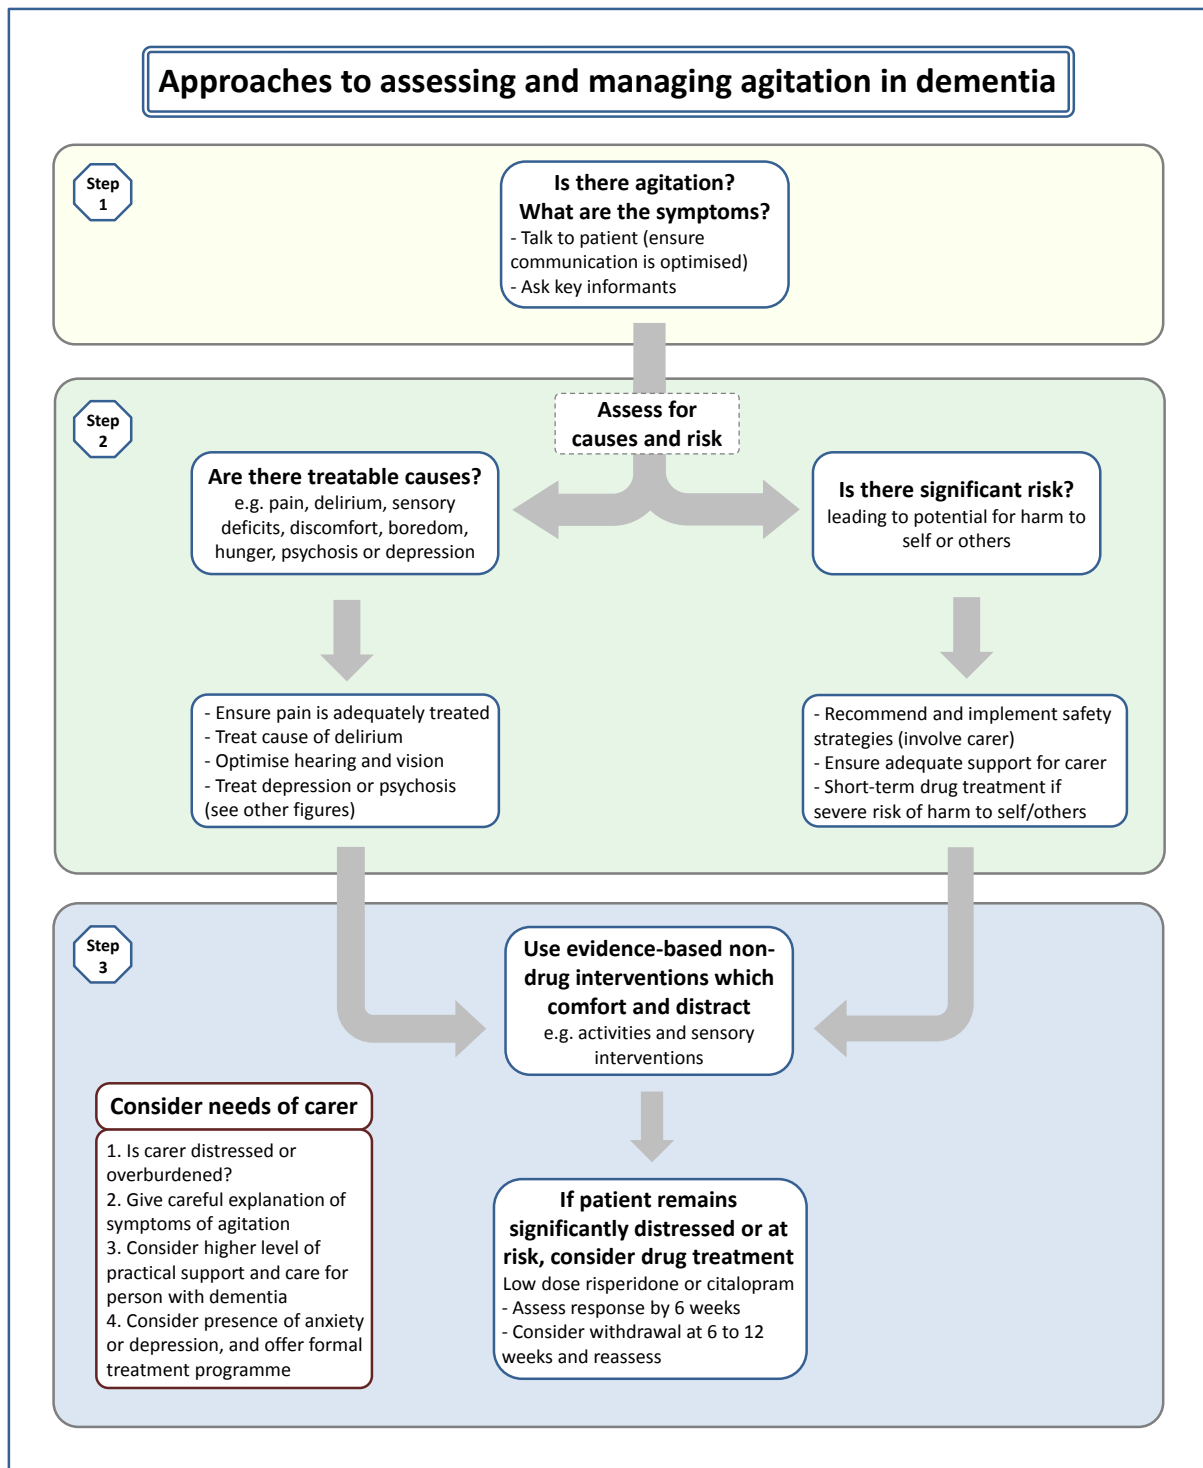 Approaches to assessing and managing agitation in dementia
Step
1
Is there agitation?
What are the symptoms?
- Talk to patient (ensure
communication is optimised)
- Ask key informants
Step
2
Assess for
causes and risk
Are there treatable causes?
e.g. pain, delirium, sensory
deficits, discomfort, boredom,
hunger, psychosis or depression
Is there significant risk?
leading to potential for harm to
self or others
- Ensure pain is adequately treated
- Treat cause of delirium
- Optimise hearing and vision
- Treat depression or psychosis
(see other figures)
- Recommend and implement safety
strategies (involve carer)
- Ensure adequate support for carer
- Short-term drug treatment if
severe risk of harm to self/others
Step
3
Use evidence-based non-
drug interventions which
comfort and distract
e.g. activities and sensory
interventions
Consider needs of carer
1. Is carer distressed or
overburdened?
2. Give careful explanation of
symptoms of agitation
3. Consider higher level of
practical support and care for
person with dementia
4. Consider presence of anxiety
or depression, and offer formal
treatment programme
If patient remains
significantly distressed or at
risk, consider drug treatment
Low dose risperidone or citalopram
- Assess response by 6 weeks
- Consider withdrawal at 6 to 12
weeks and reassess